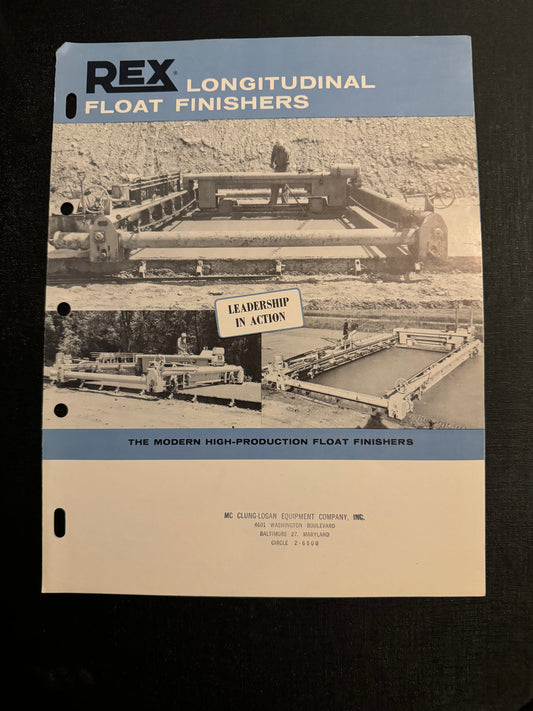 REX® LONGITUDINAL
FLOAT FINISHERS
LEADERSHIP
IN ACTION
THE MODERN HIGH-PRODUCTION FLOAT FINISHERS
MC CLUNG-LOGAN EQUIPMENT COMPANY, INC.
4601 WASHINGTON BOULEVARD
BALTIMORE 27, MARYLAND
CIRCLE 2-6500